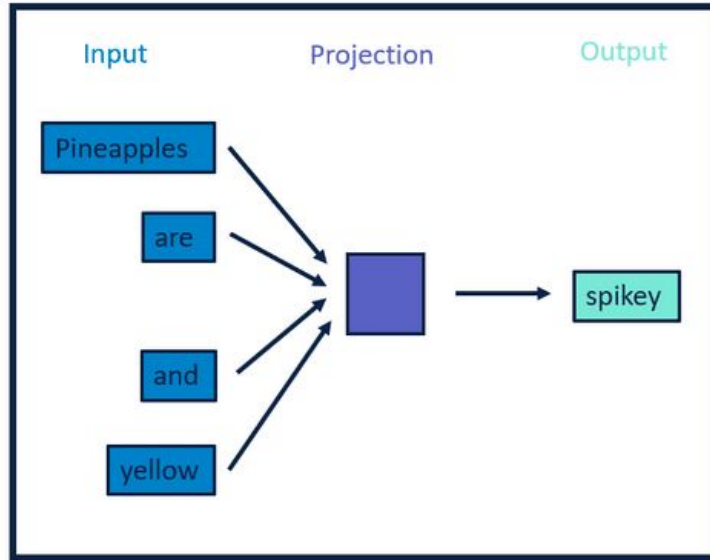 Input Projection Output
Pineapples
are
spikey
and
yellow